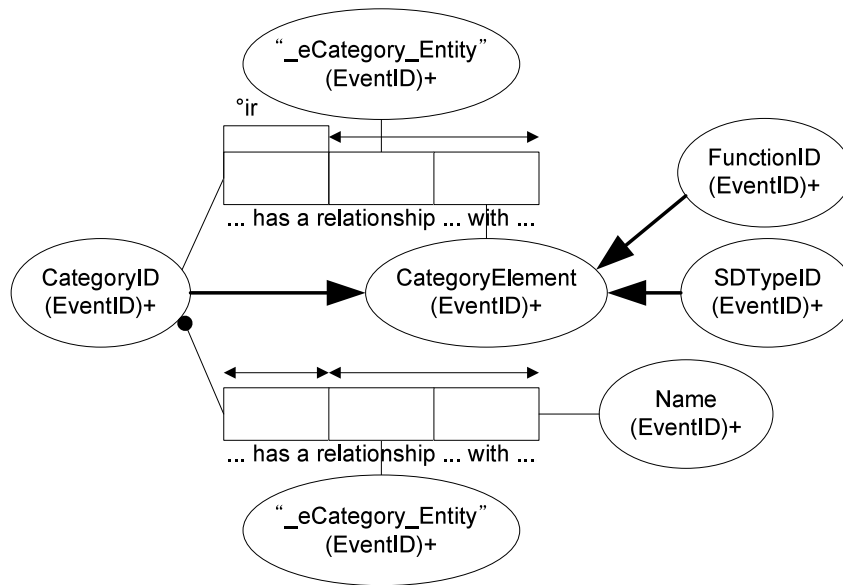 “_eCategory_Entity”
(EventID)+
°ir
FunctionID
(EventID)+
... has a relationship ... with ...
CategoryID
(EventID)+
CategoryElement
(EventID)+
SDTypeID
(EventID)+
Name
(EventID)+
... has a relationship ... with ...
“_eCategory_Entity”
(EventID)+